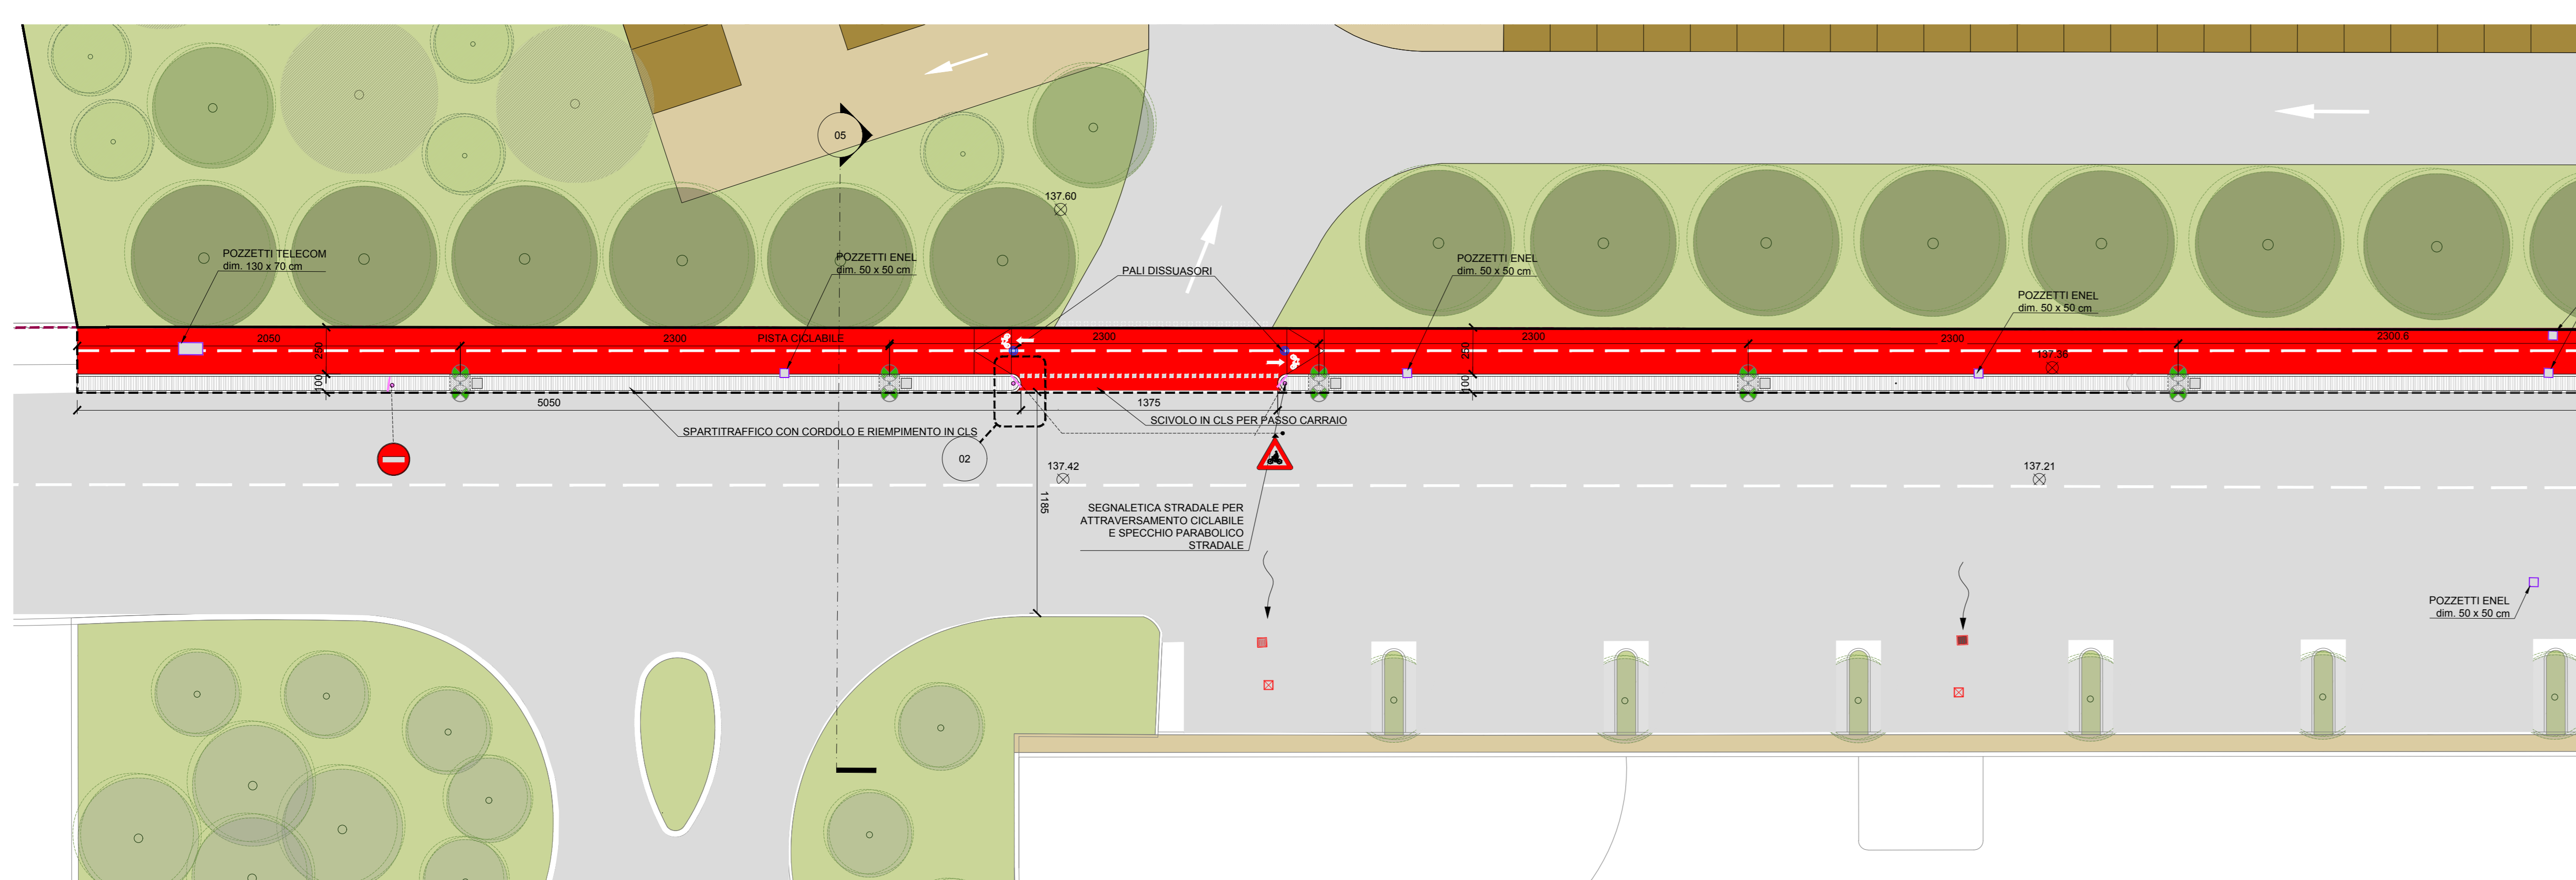 05
137.60
POZZETTI TELECOM
dim. 130 x 70 cm
POZZETTI ENEL
dim. 50 x 50 cm
PALI DISSUASORI
POZZETTI ENEL
dim. 50 x 50 cm
POZZETTI ENEL
dim. 50 x 50 cm
2050
250
2300
PISTA CICLABILE
2300
2300
250
2300
137.36
2300.6
100
100
5050
1375
SPARTITRAFFICO CON CORDOLO E RIEMPIMENTO IN CLS
SCIVOLO IN CLS PER PASSO CARRAIO
02
137.42
137.21
1185
SEGNALETICA STRADALE PER
ATTRAVERSAMENTO CICLABILE
E SPECCHIO PARABOLICO
STRADALE
POZZETTI ENEL
dim. 50 x 50 cm